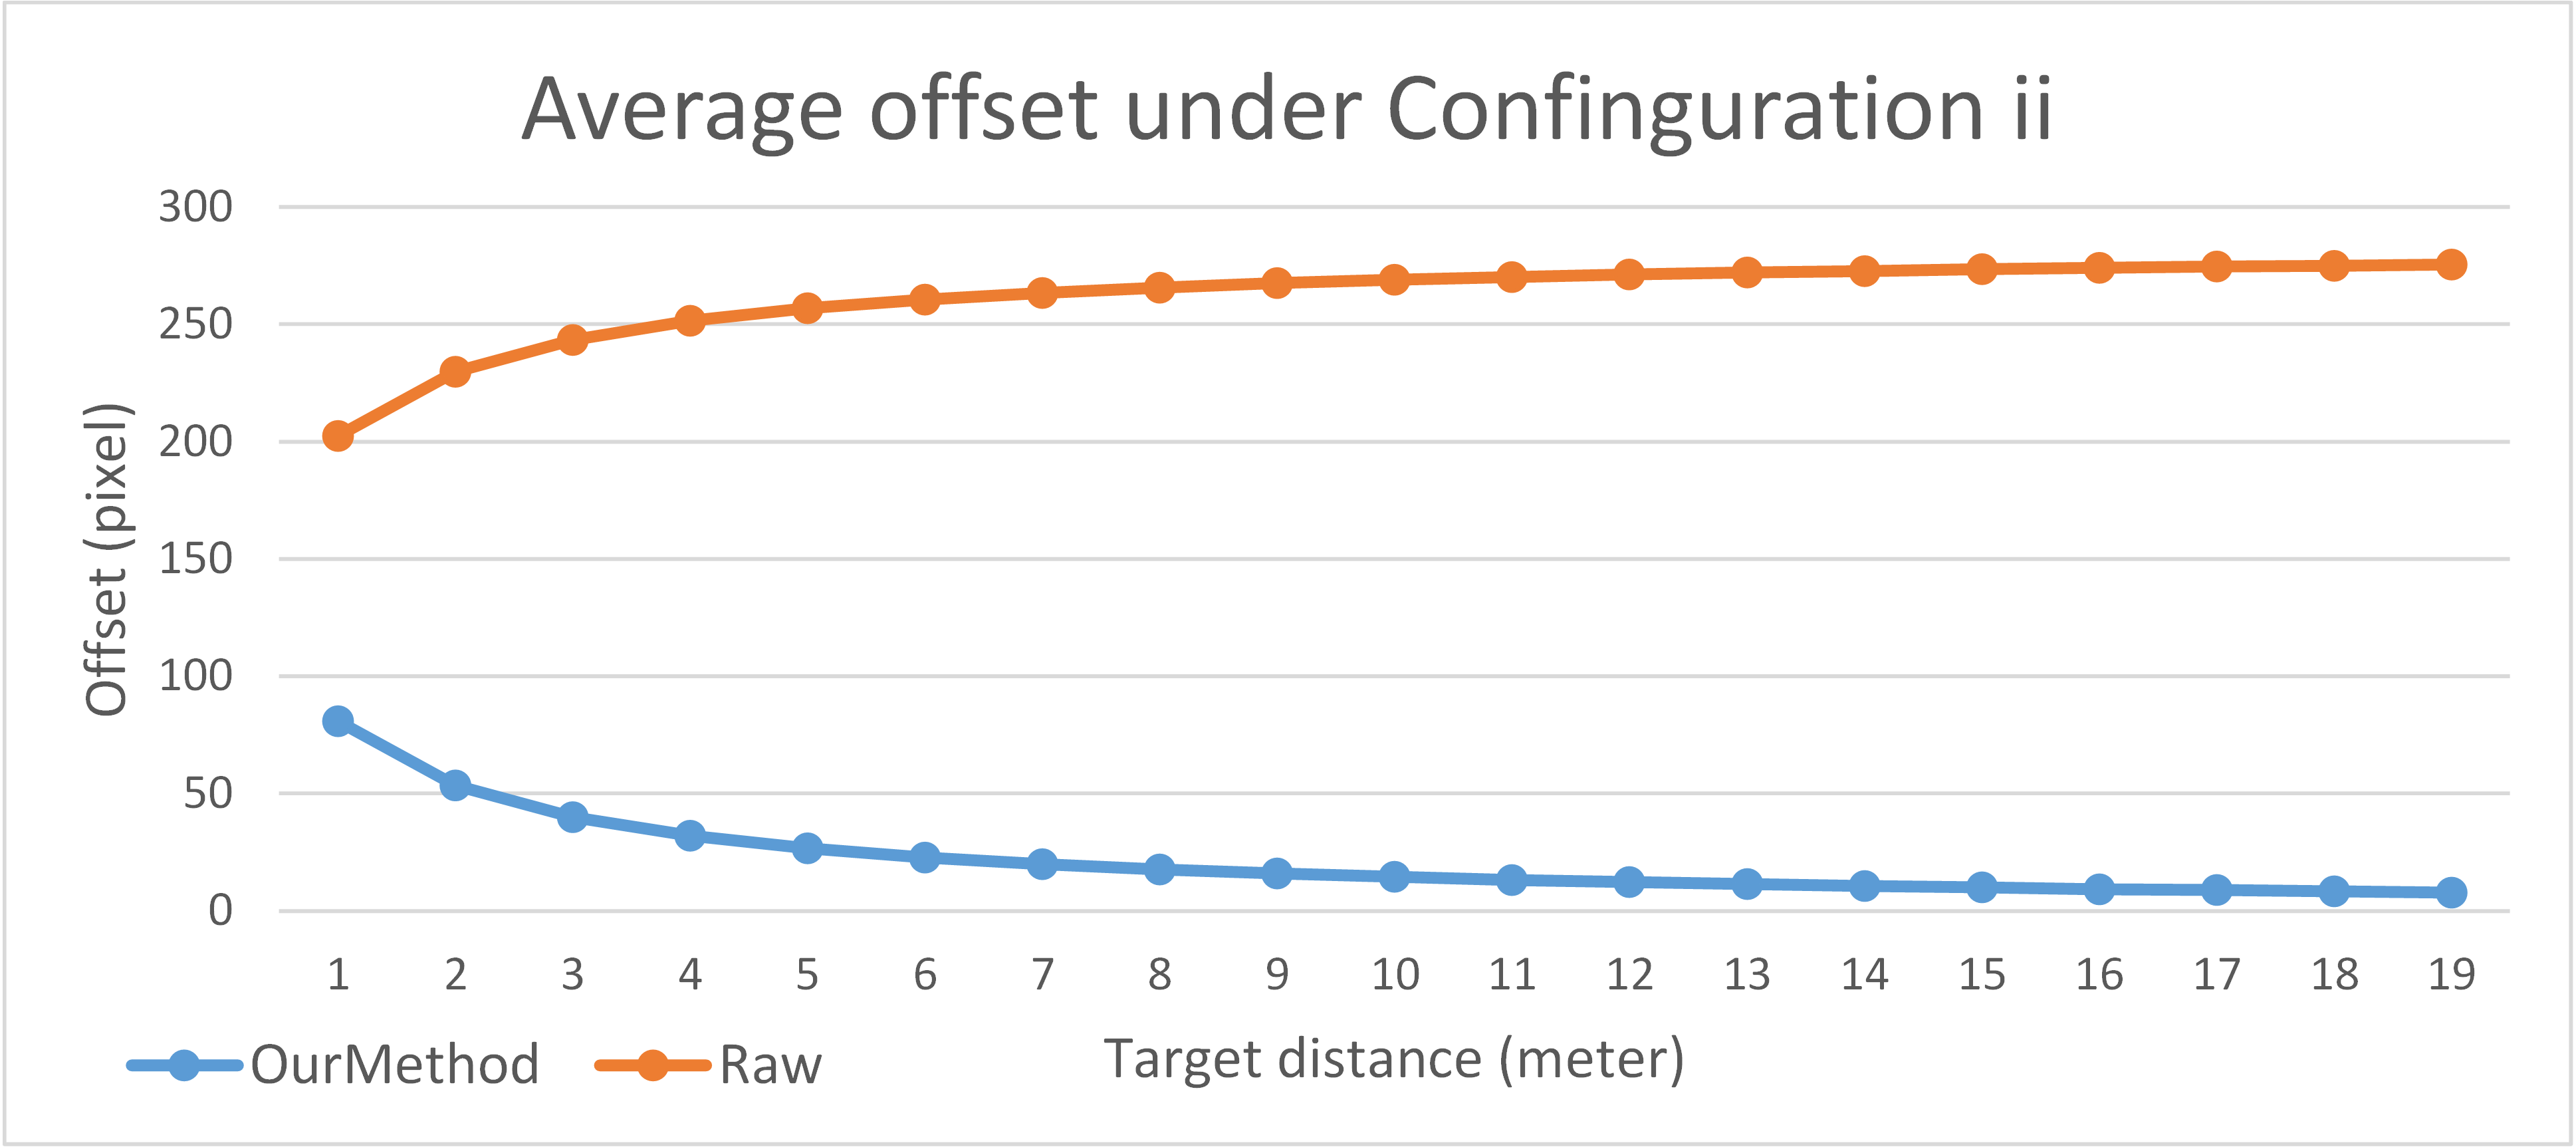 Average offset under Confinguration ii
300
250
200
150
100
50
0
Offset (pixel)
1 2 3 4 5 6 7 8 9 10 11 12 13 14 15 16 17 18 19
OurMethod Raw Target distance (meter)